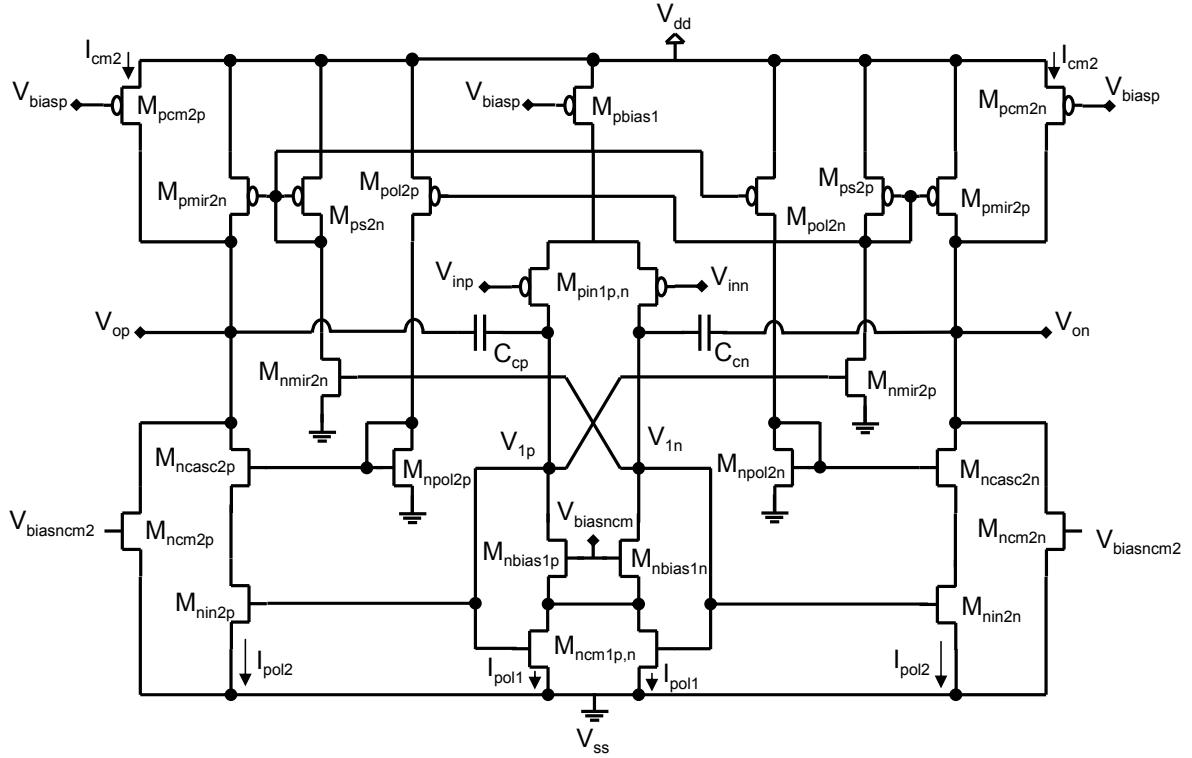 V_dd
I_cm2
I_cm2
V_biasp
M_pcm2p
V_biasp
M_pbias1
M_pcm2n
V_biasp
M_pmir2n
M_ps2n
M_pol2p
M_pol2n
M_ps2p
M_pmir2p
V_inp
M_pin1p,n
V_inn
V_op
C_cp
C_cn
V_on
M_nmir2n
M_nmir2p
V_1p
V_1n
M_ncasc2p
M_npol2p
M_npol2n
M_ncasc2n
V_biasncm2
M_ncm2p
V_biasncm
M_nbias1p
M_nbias1n
M_ncm2n
V_biasncm2
M_nin2p
M_nin2n
M_ncm1p,n
I_pol2
I_pol1
I_pol1
I_pol2
V_ss